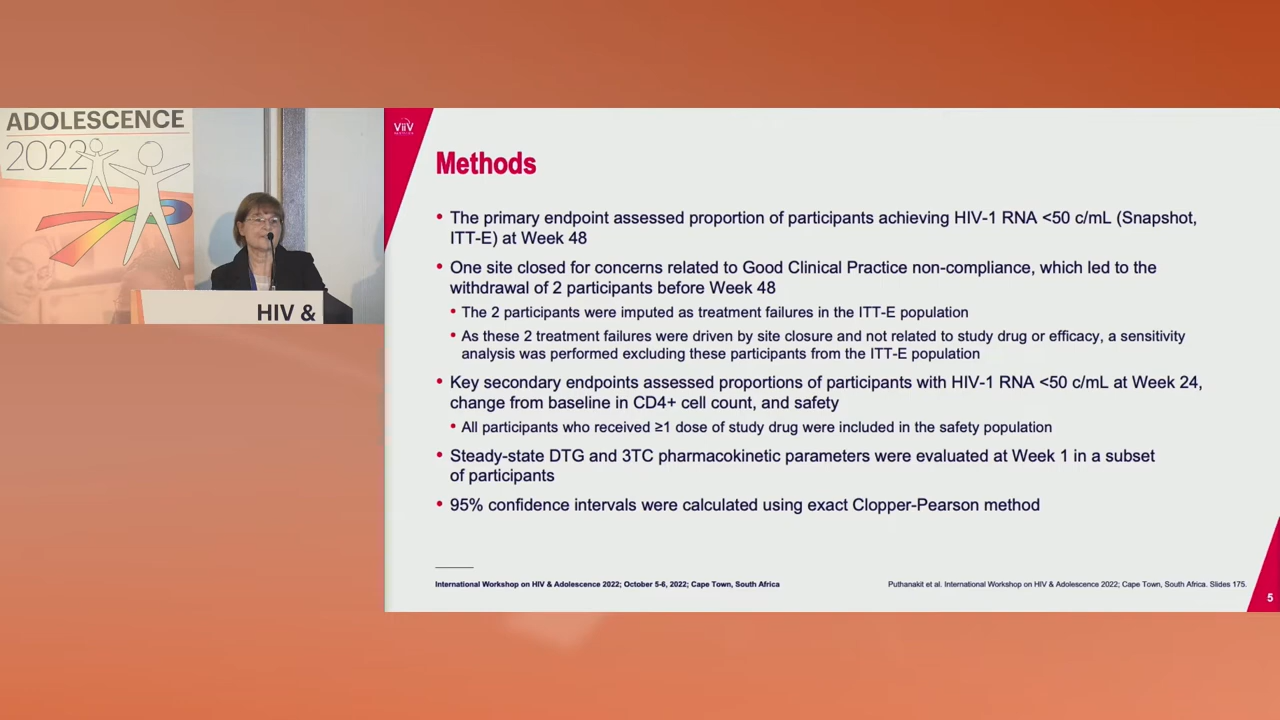 ADOLESCENCE
2022
HIV &
ViiV
Methods
• The primary endpoint assessed proportion of participants achieving HIV-1 RNA <50 c/mL (Snapshot,
ITT-E) at Week 48
• One site closed for concerns related to Good Clinical Practice non-compliance, which led to the
withdrawal of 2 participants before Week 48
• The 2 participants were imputed as treatment failures in the ITT-E population
• As these 2 treatment failures were driven by site closure and not related to study drug or efficacy, a sensitivity
analysis was performed excluding these participants from the ITT-E population
• Key secondary endpoints assessed proportions of participants with HIV-1 RNA <50 c/mL at Week 24,
change from baseline in CD4+ cell count, and safety
• All participants who received ≥1 dose of study drug were included in the safety population
• Steady-state DTG and 3TC pharmacokinetic parameters were evaluated at Week 1 in a subset
of participants
• 95% confidence intervals were calculated using exact Clopper-Pearson method
International Workshop on HIV & Adolescence 2022; October 5-6, 2022; Cape Town, South Africa
Puthanakit et al. International Workshop on HIV & Adolescence 2022; Cape Town, South Africa. Slides 175.
5